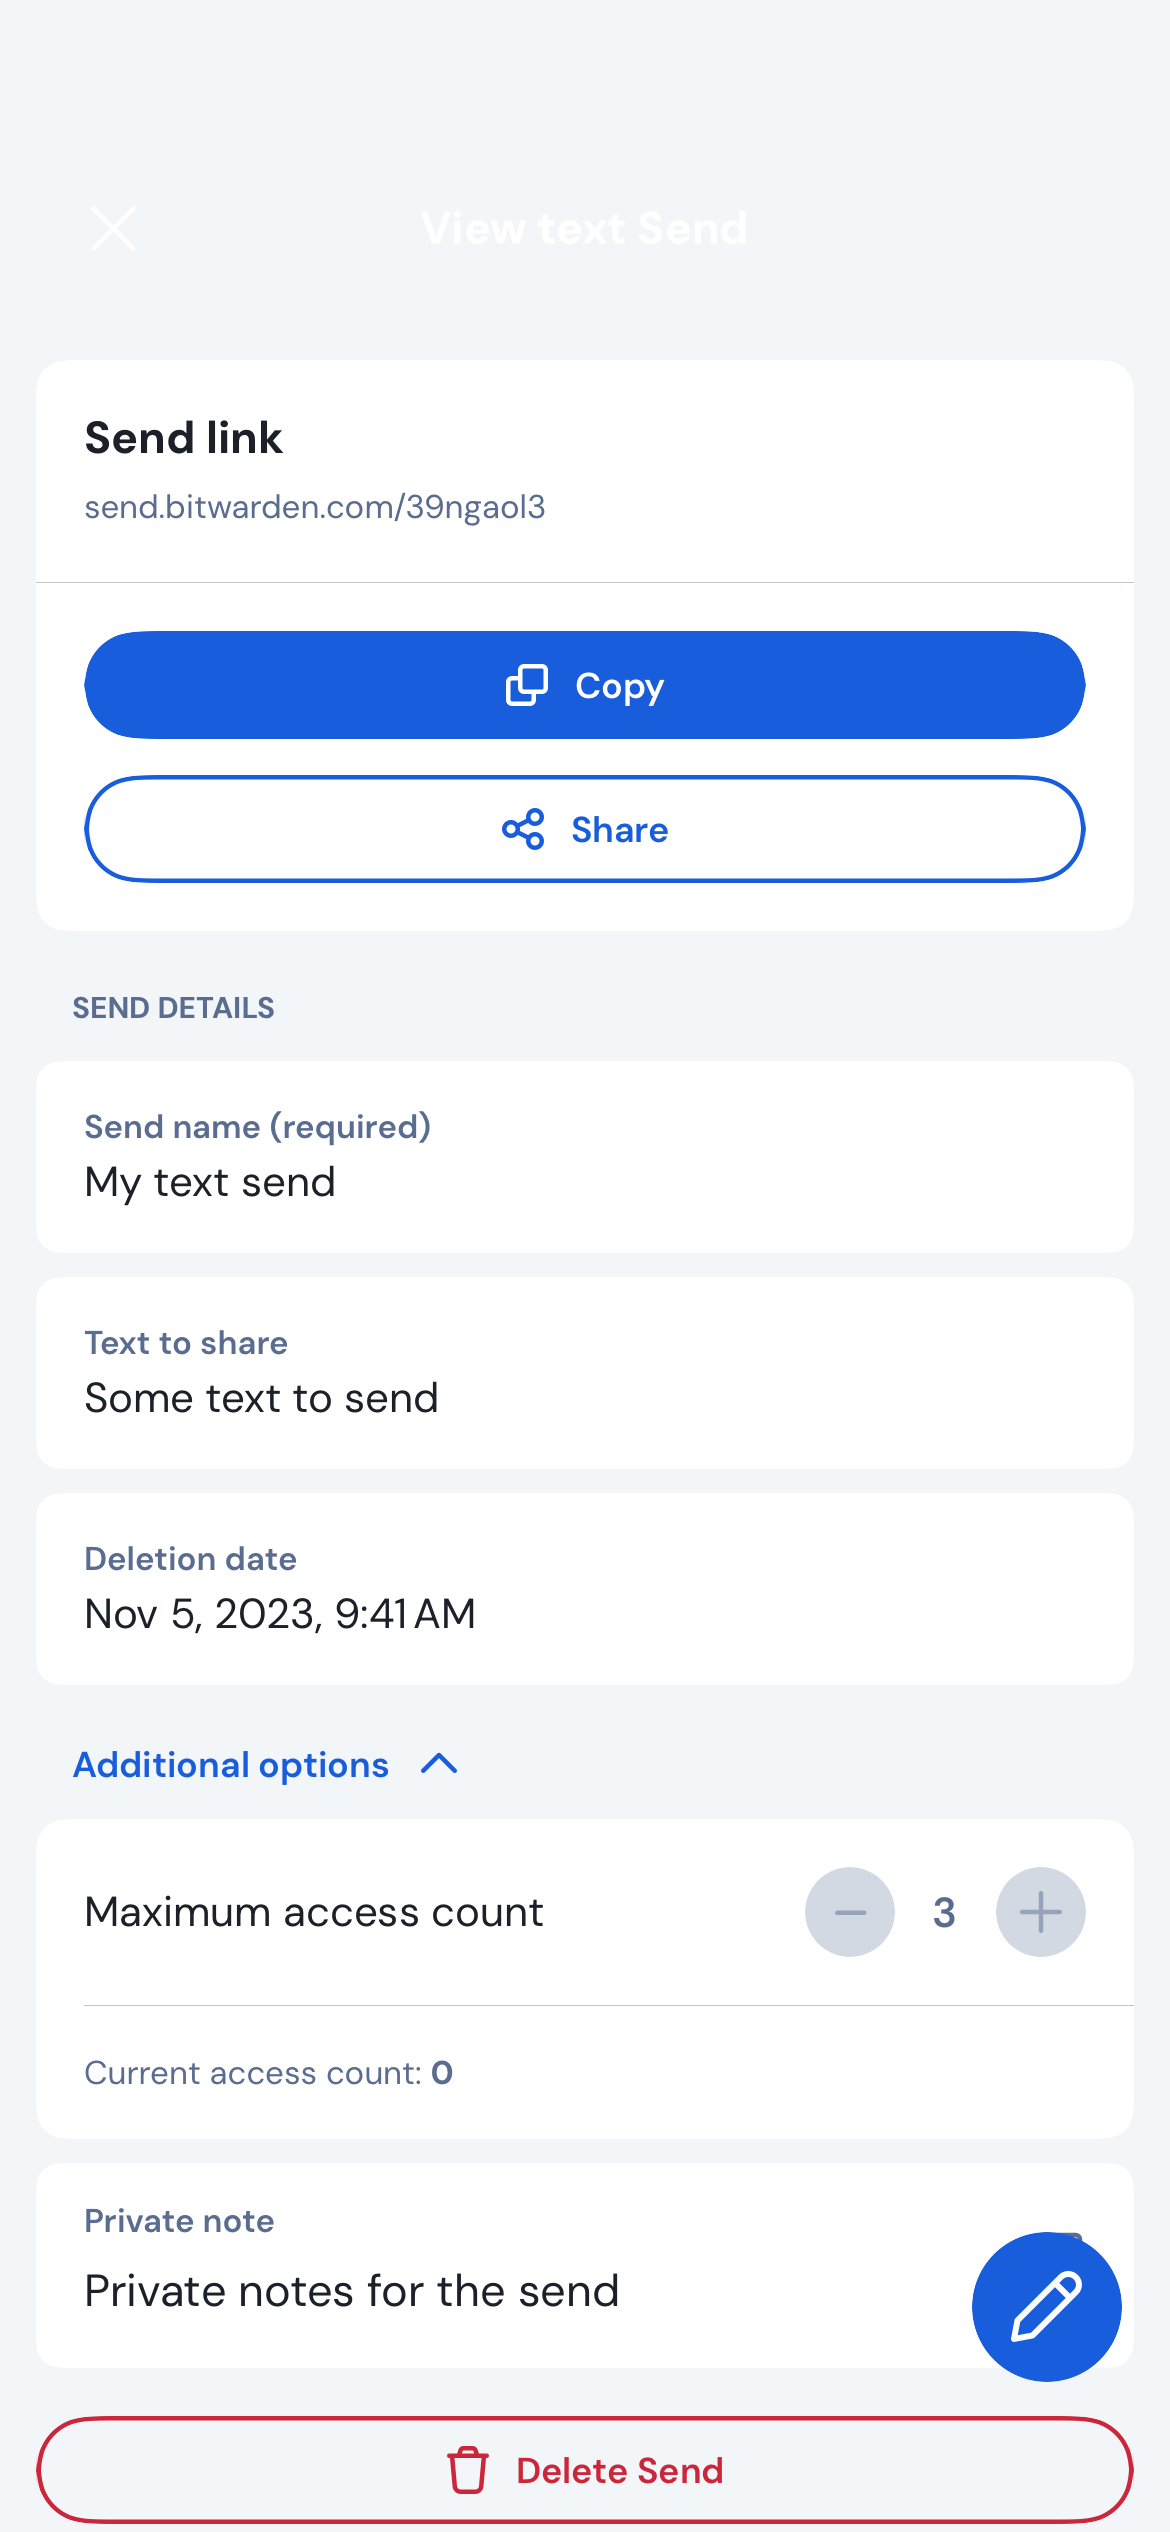 View text Send
Send link
send.bitwarden.com/39ngaol3
Copy
Share
SEND DETAILS
Send name (required)
My text send
Text to share
Some text to send
Deletion date
Nov 5, 2023, 9:41 AM
Additional options
Maximum access count 3
Current access count: 0
Private note
Private notes for the send
Delete Send